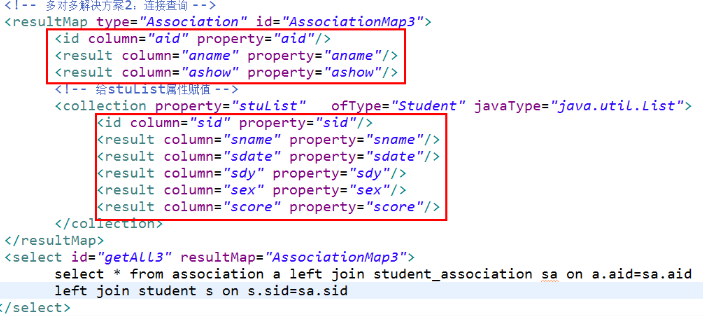 <!-- 多对多解决方案2：连接查询 -->
<resultMap type="Association" id="AssociationMap3">
<id column="aid" property="aid"/>
<result column="aname" property="aname"/>
<result column="ashow" property="ashow"/>
<!-- 给stuList属性赋值 -->
<collection property="stuList" ofType="Student" javaType="java.util.List">
<id column="sid" property="sid"/>
<result column="sname" property="sname"/>
<result column="sdate" property="sdate"/>
<result column="sdy" property="sdy"/>
<result column="sex" property="sex"/>
<result column="score" property="score"/>
</collection>
</resultMap>
<select id="getAll3" resultMap="AssociationMap3">
select * from association a left join student_association sa on a.aid=sa.aid
left join student s on s.sid=sa.sid
</select>